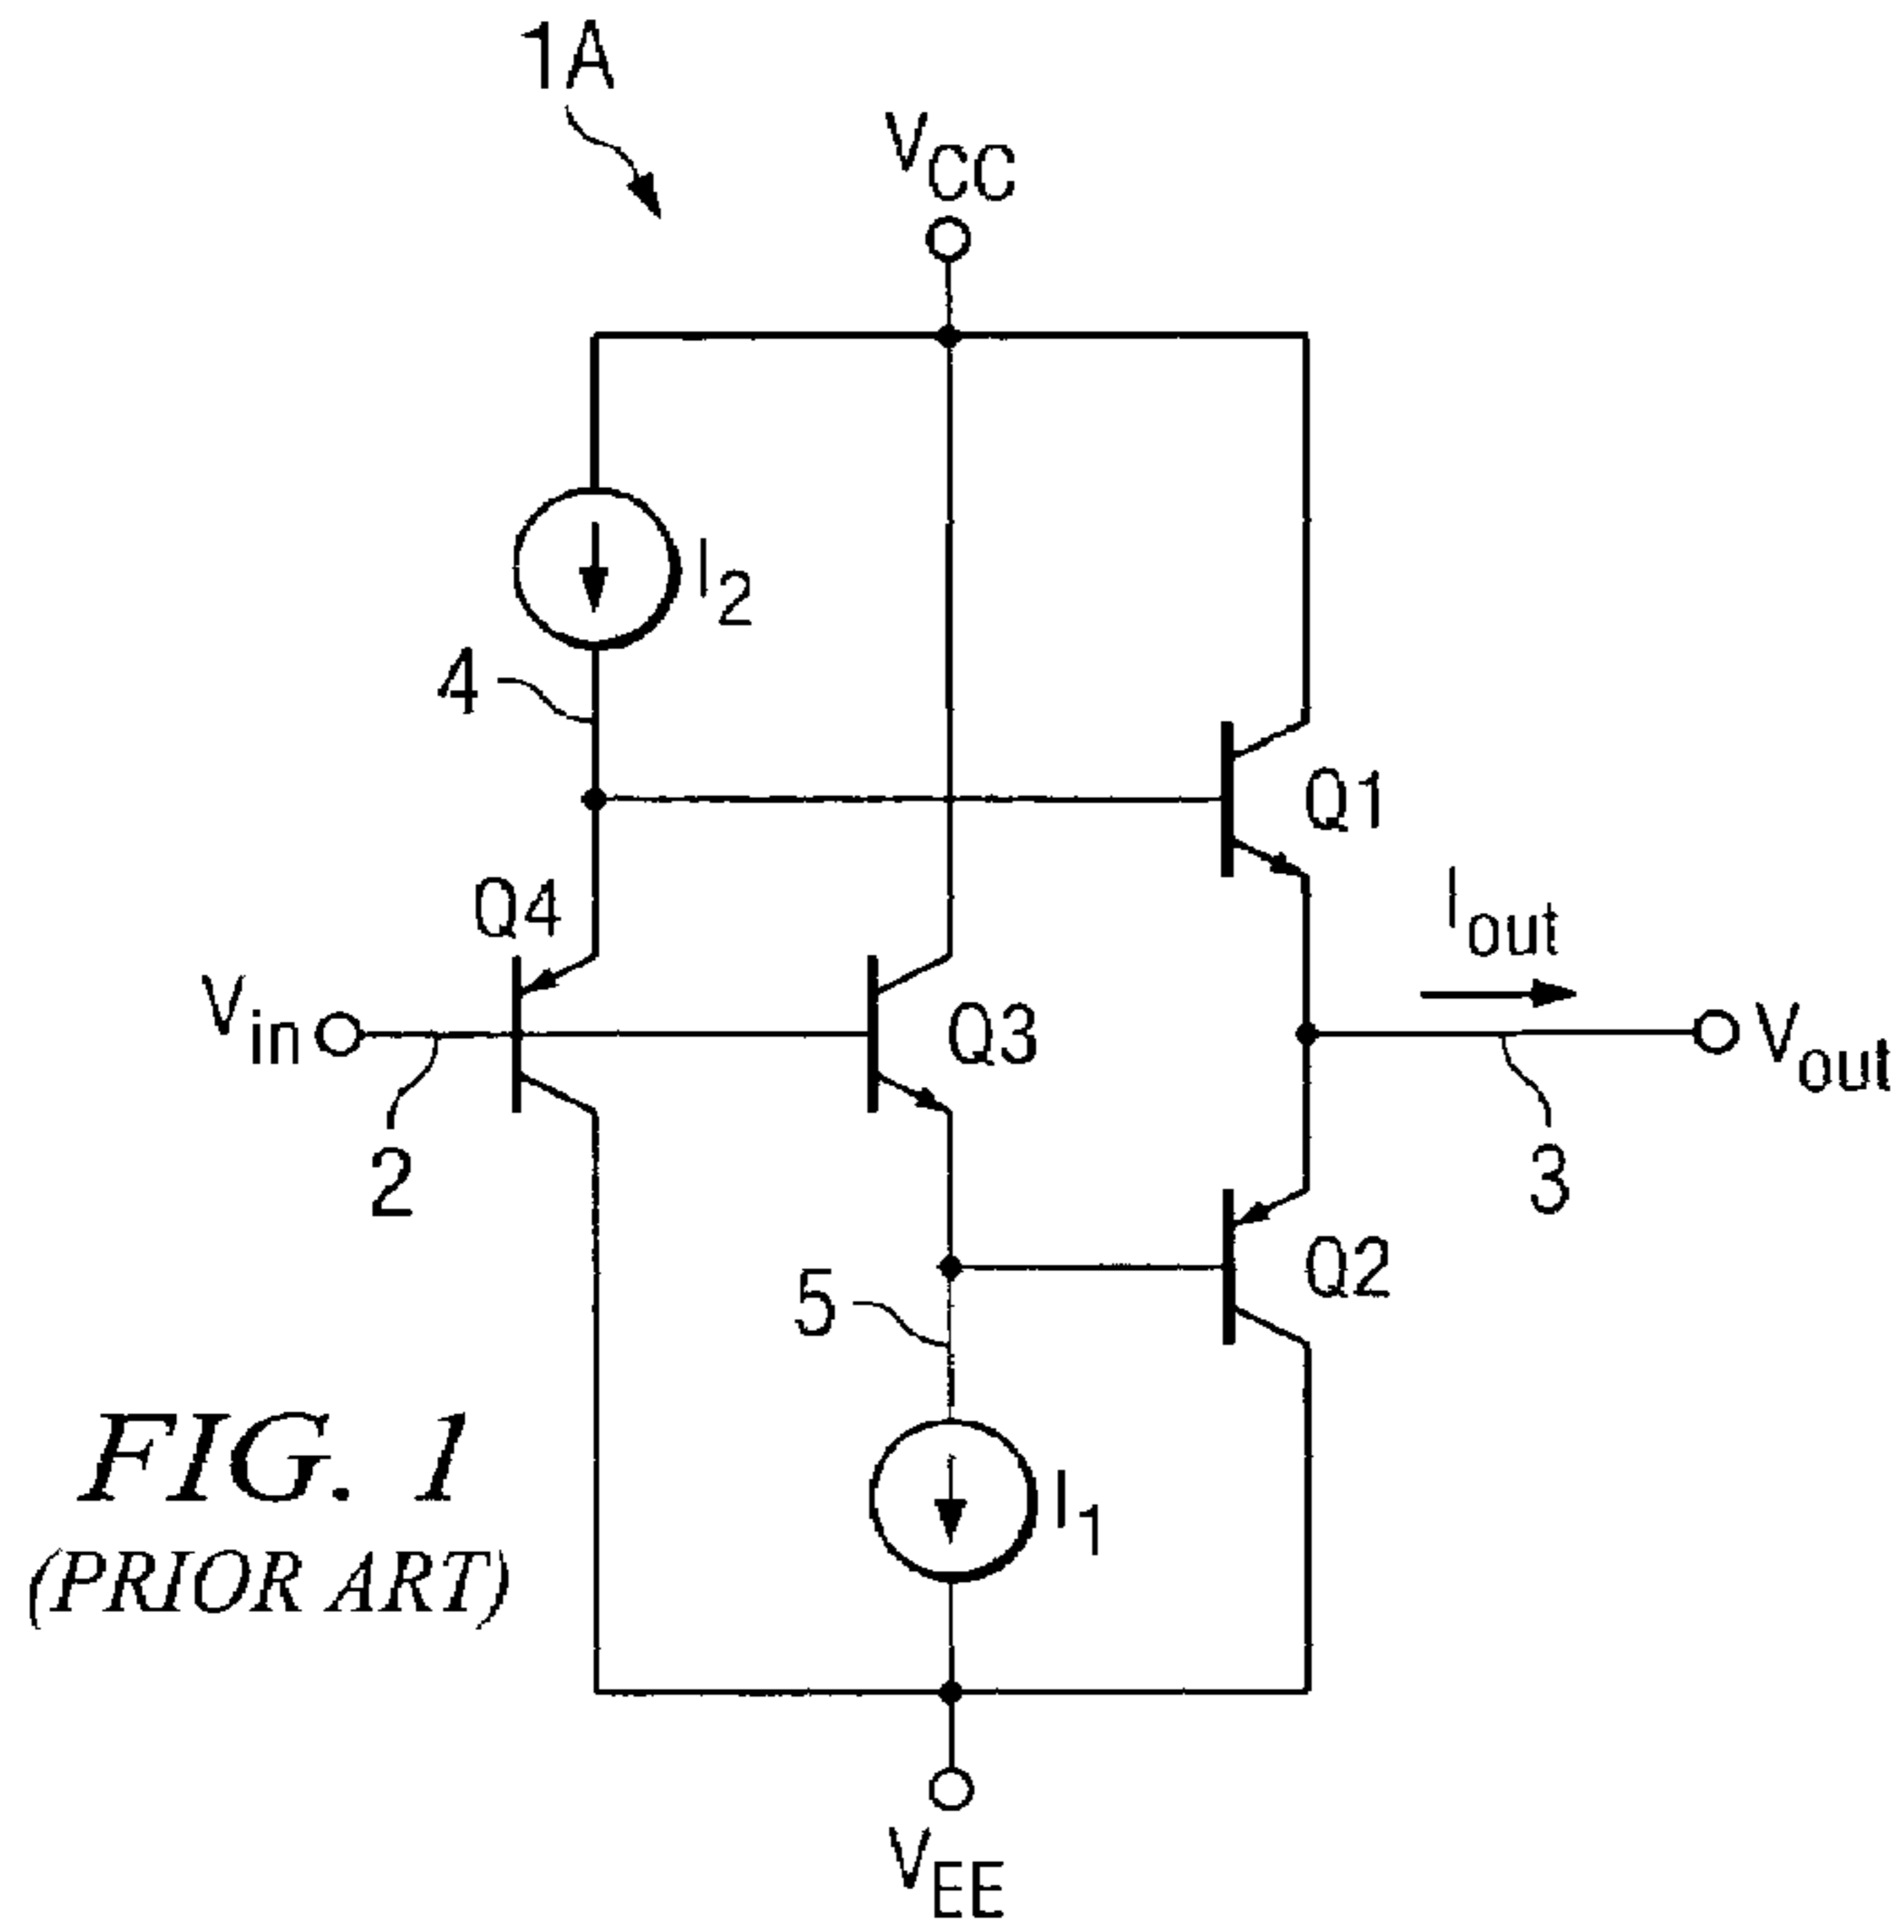 1A
VCC
I2
4
Q1
Q4
Iout
Vin
Q3
Vout
2
3
Q2
5
I1
FIG. 1
(PRIOR ART)
VEE